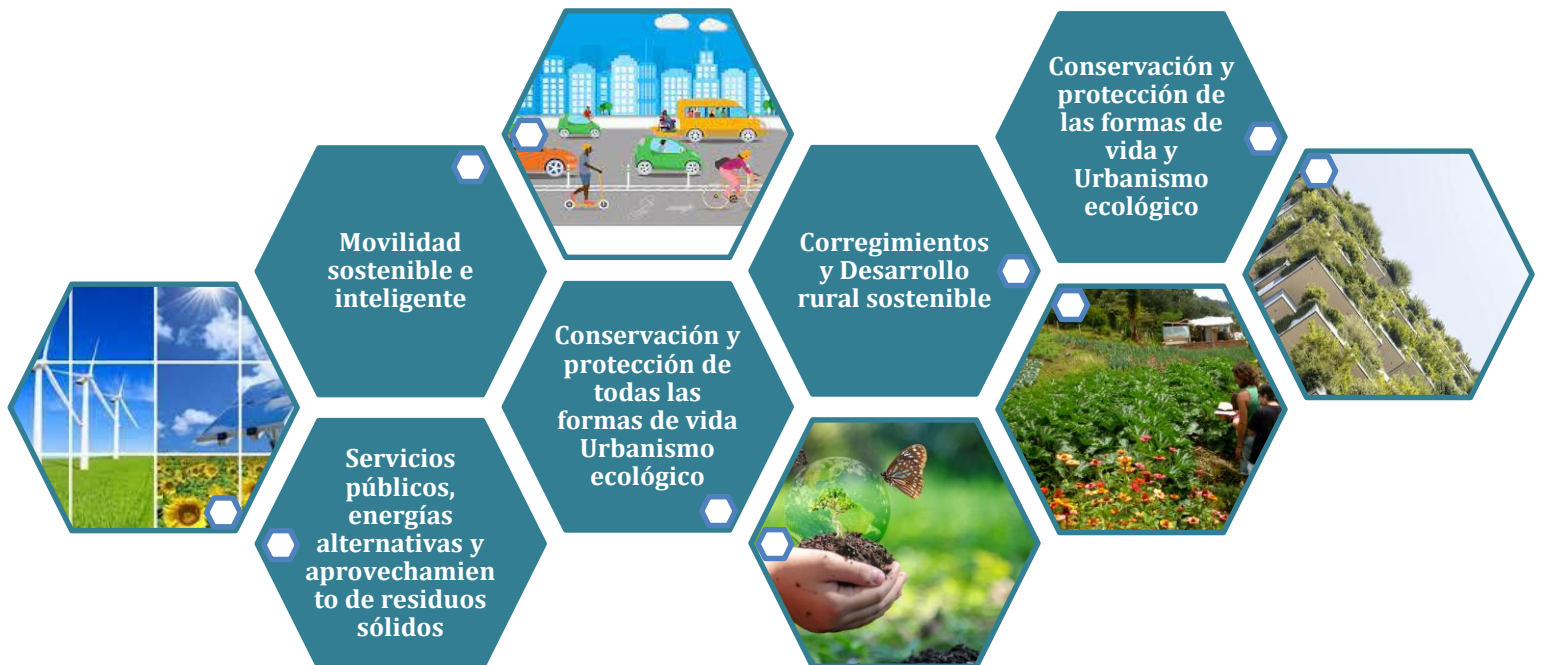 Movilidad
sostenible e
inteligente
Servicios
públicos,
energías
alternativas y
aprovechamien
to de residuos
sólidos
Conservación y
protección de
todas las
formas de vida
Urbanismo
ecológico
Corregimientos
y Desarrollo
rural sostenible
Conservación y
protección de
las formas de
vida y
Urbanismo
ecológico